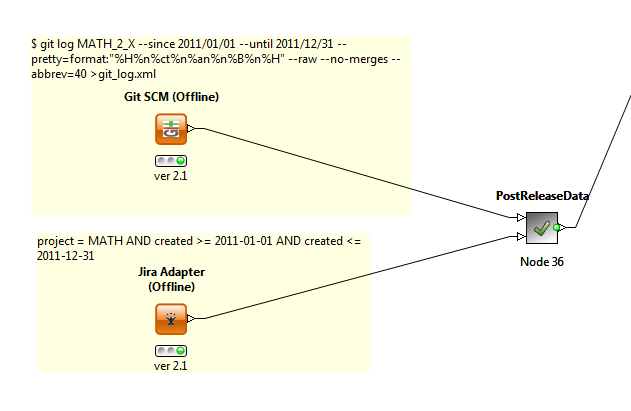 $ git log MATH_2_X --since 2011/01/01 --until 2011/12/31 --
pretty=format:"%H%n%ct%n%an%n%B%n%H" --raw --no-merges --
abbrev=40 >git_log.xml
Git SCM (Offline)
ver 2.1
PostReleaseData
Node 36
project = MATH AND created >= 2011-01-01 AND created <=
2011-12-31
Jira Adapter
(Offline)
ver 2.1